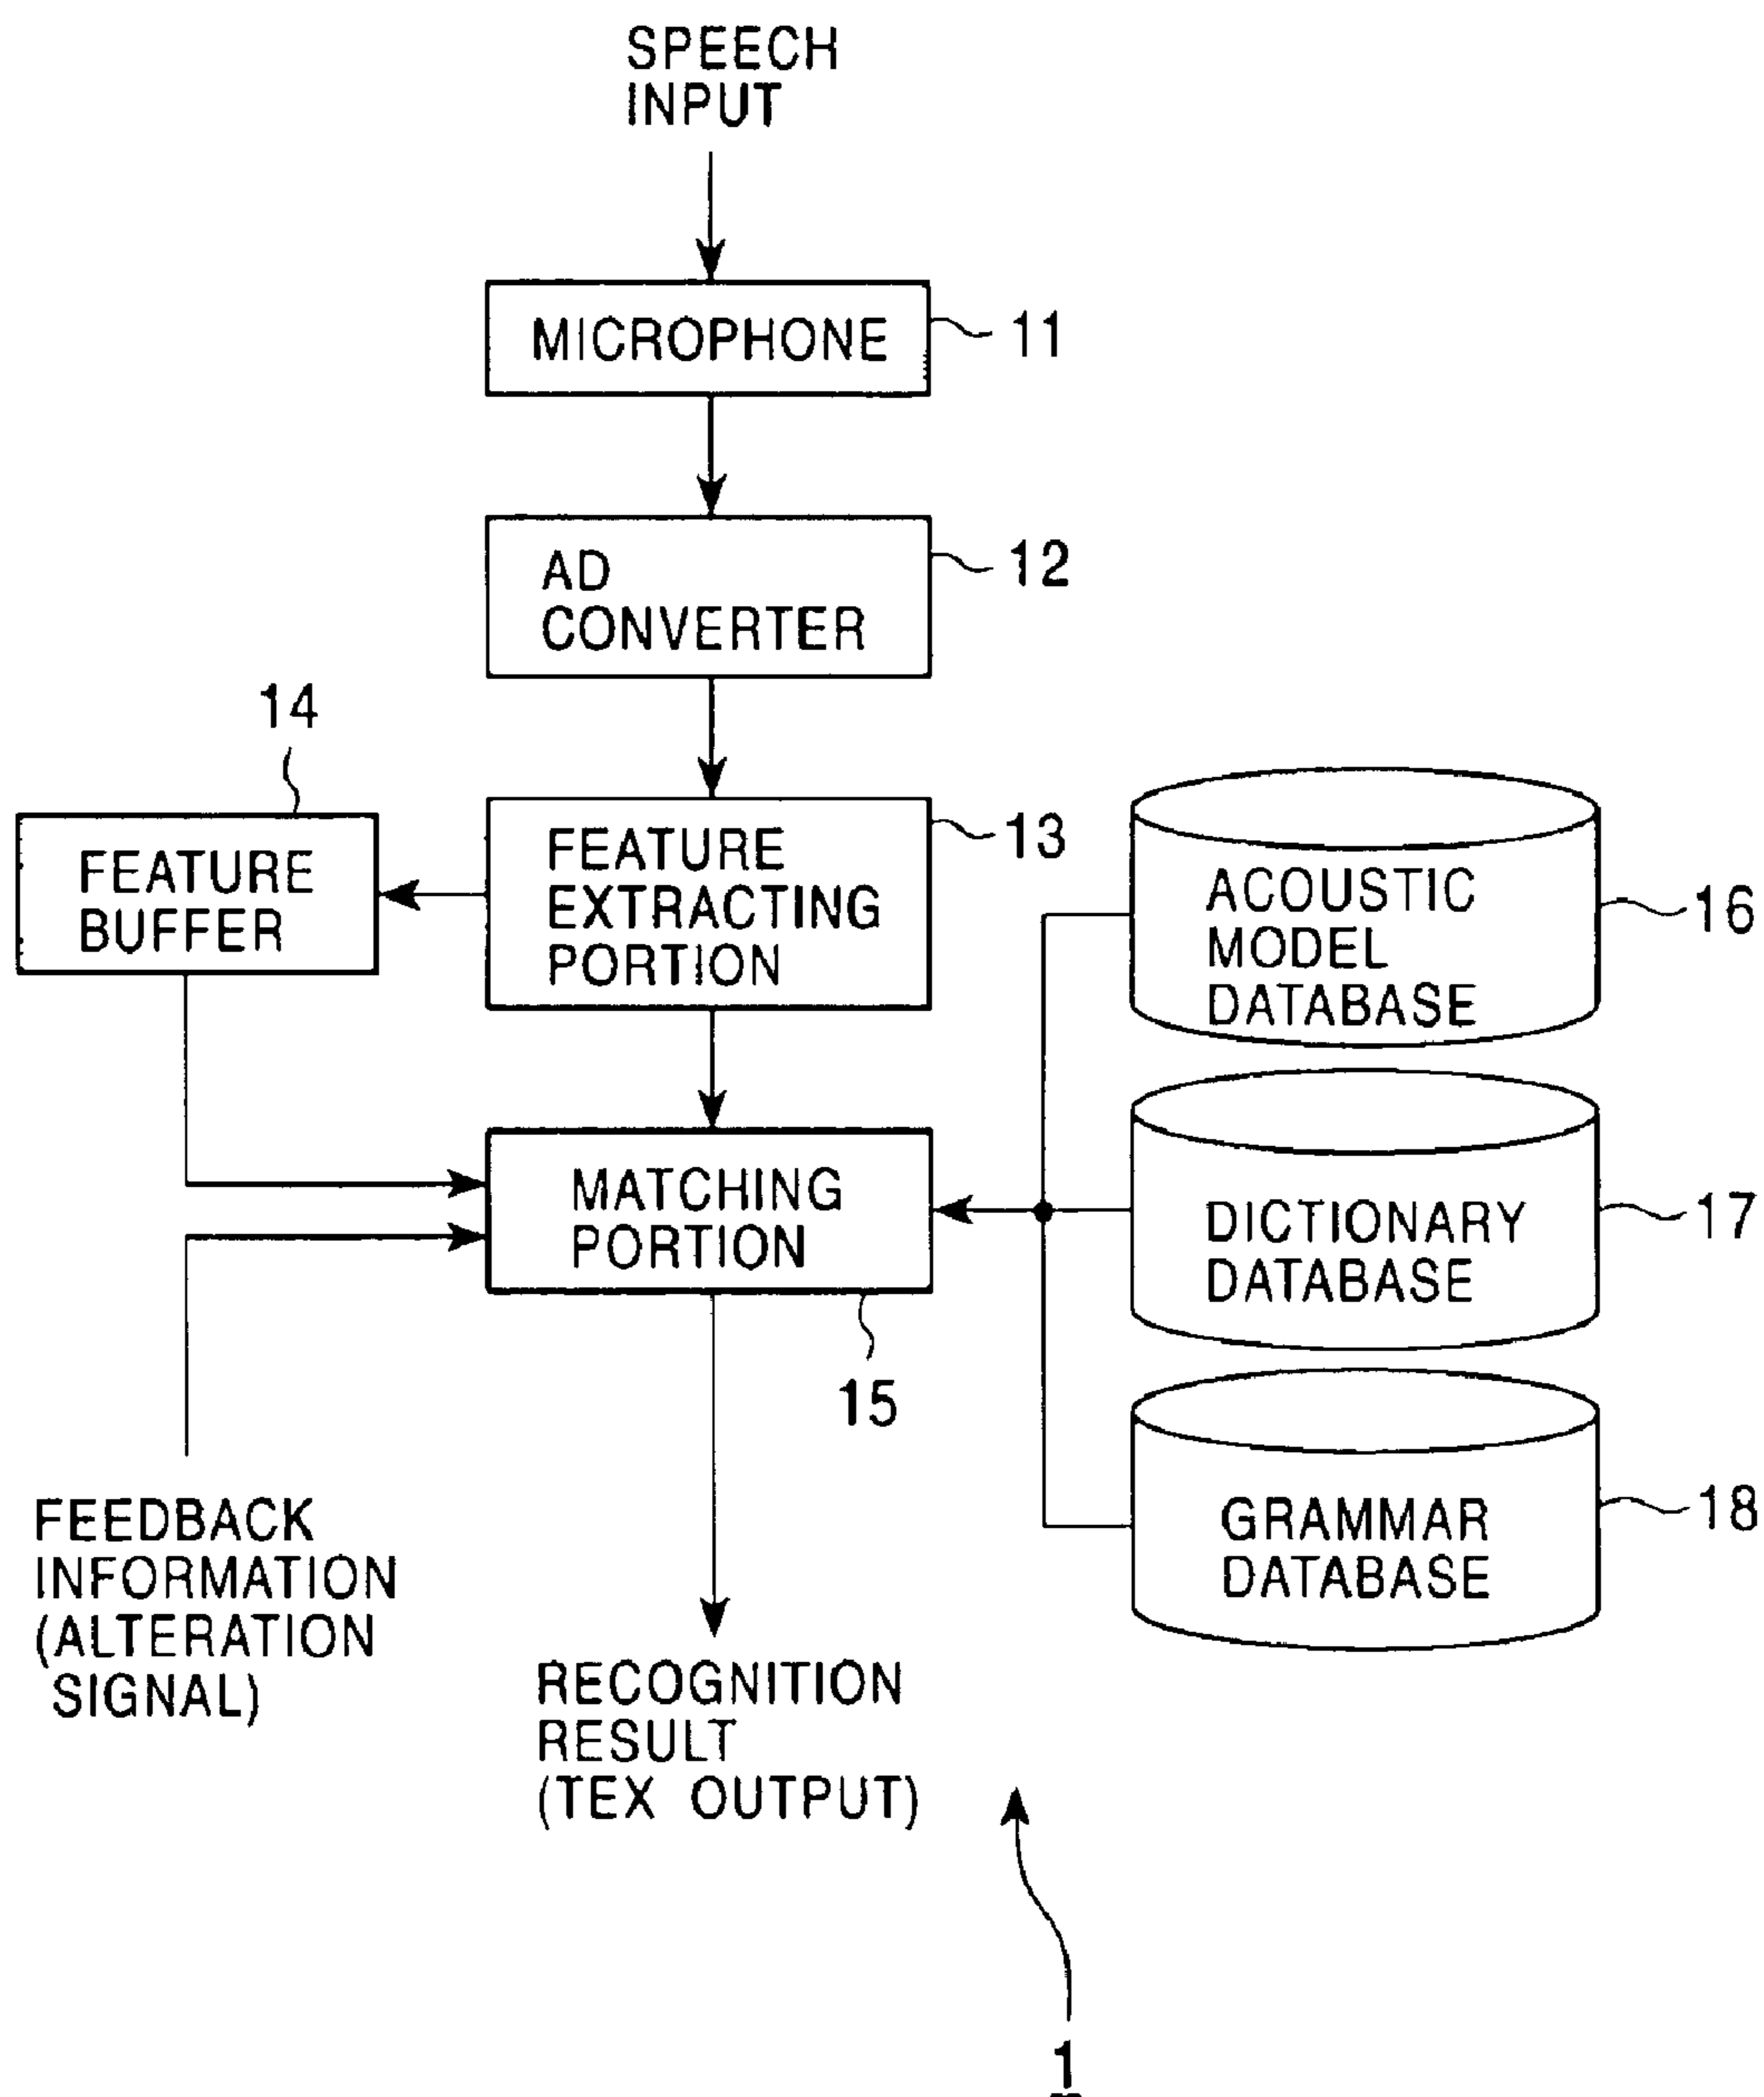 SPEECH
INPUT
MICROPHONE
11
AD
CONVERTER
12
14
FEATURE
BUFFER
FEATURE
EXTRACTING
PORTION
13
ACOUSTIC
MODEL
DATABASE
16
MATCHING
PORTION
15
DICTIONARY
DATABASE
17
GRAMMAR
DATABASE
18
FEEDBACK
INFORMATION
(ALTERATION
SIGNAL)
RECOGNITION
RESULT
(TEX OUTPUT)
1